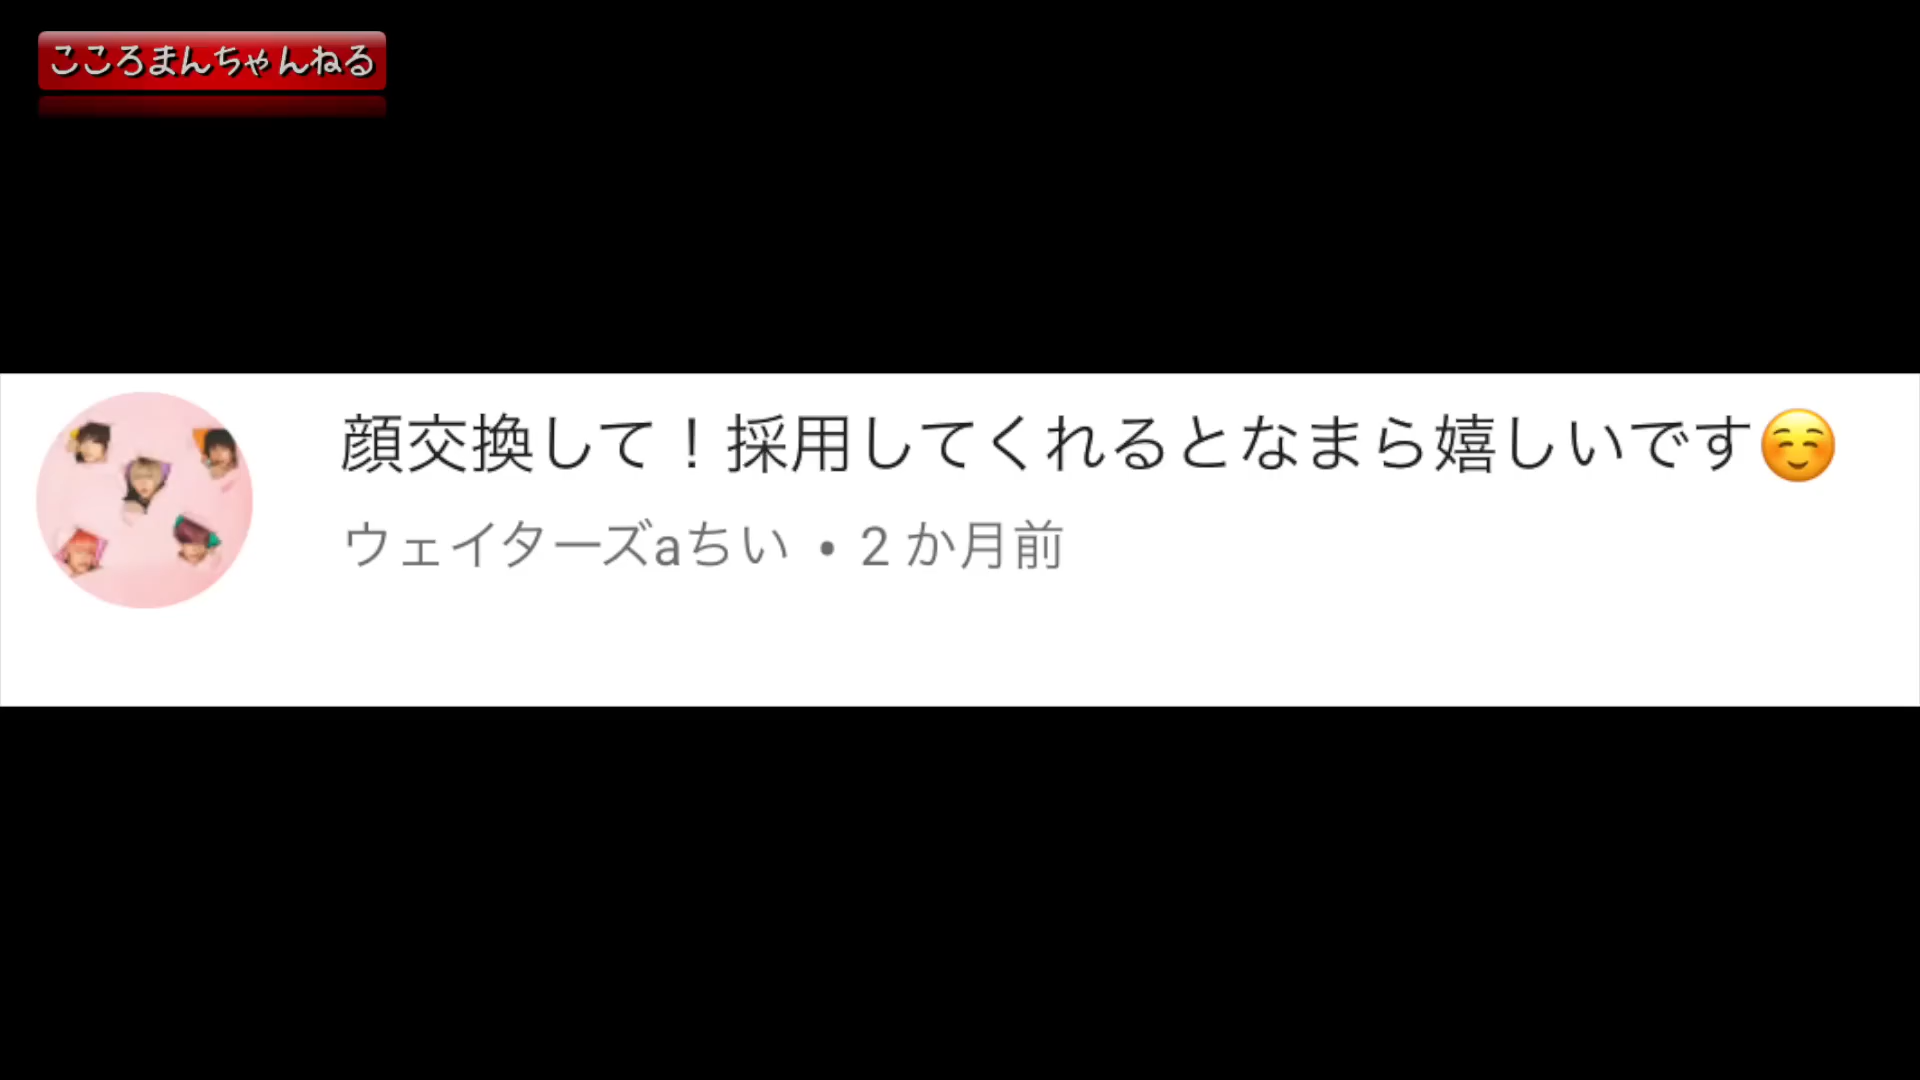 こころまんちゃんねる
顔交換して！採用してくれるとなまら嬉しいです☺️
ウェイターズaちい • 2 か月前